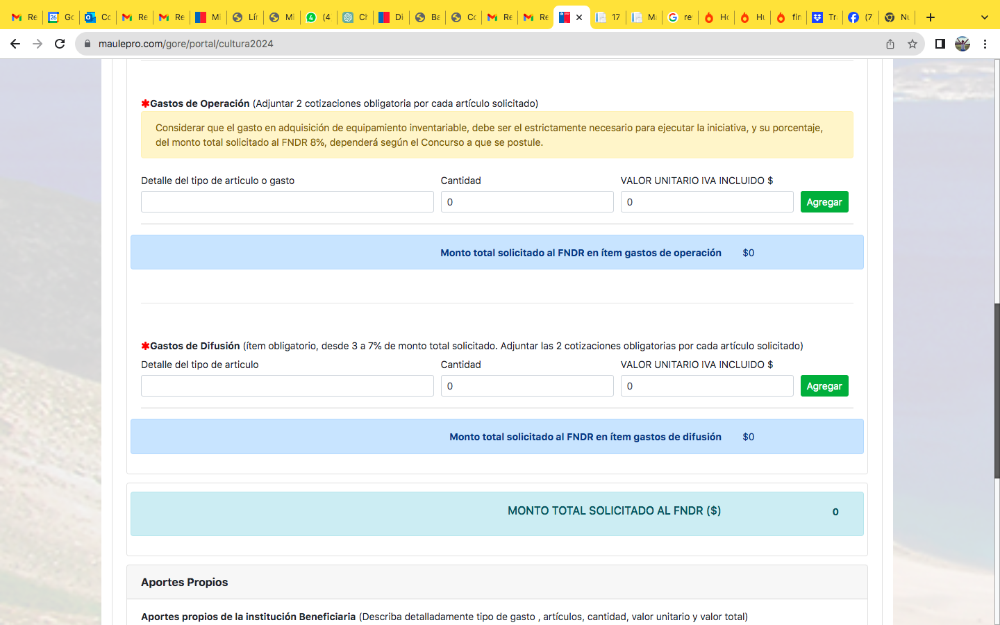 Re
26 Go
Co
Re
Re
Mi
Lír
Mi
(4
Ch
Di
Ba
Co
Re
Re
17
Ma
re
Ho
Hu
fin
Tr
(7
Nu
maulepro.com/gore/portal/cultura2024
✱Gastos de Operación (Adjuntar 2 cotizaciones obligatoria por cada artículo solicitado)
Considerar que el gasto en adquisición de equipamiento inventariable, debe ser el estrictamente necesario para ejecutar la iniciativa, y su porcentaje,
del monto total solicitado al FNDR 8%, dependerá según el Concurso a que se postule.
Detalle del tipo de articulo o gasto Cantidad VALOR UNITARIO IVA INCLUIDO $
0 0 Agregar
Monto total solicitado al FNDR en ítem gastos de operación $0
✱Gastos de Difusión (ítem obligatorio, desde 3 a 7% de monto total solicitado. Adjuntar las 2 cotizaciones obligatorias por cada artículo solicitado)
Detalle del tipo de articulo Cantidad VALOR UNITARIO IVA INCLUIDO $
0 0 Agregar
Monto total solicitado al FNDR en ítem gastos de difusión $0
MONTO TOTAL SOLICITADO AL FNDR ($) 0
Aportes Propios
Aportes propios de la institución Beneficiaria (Describa detalladamente tipo de gasto , artículos, cantidad, valor unitario y valor total)